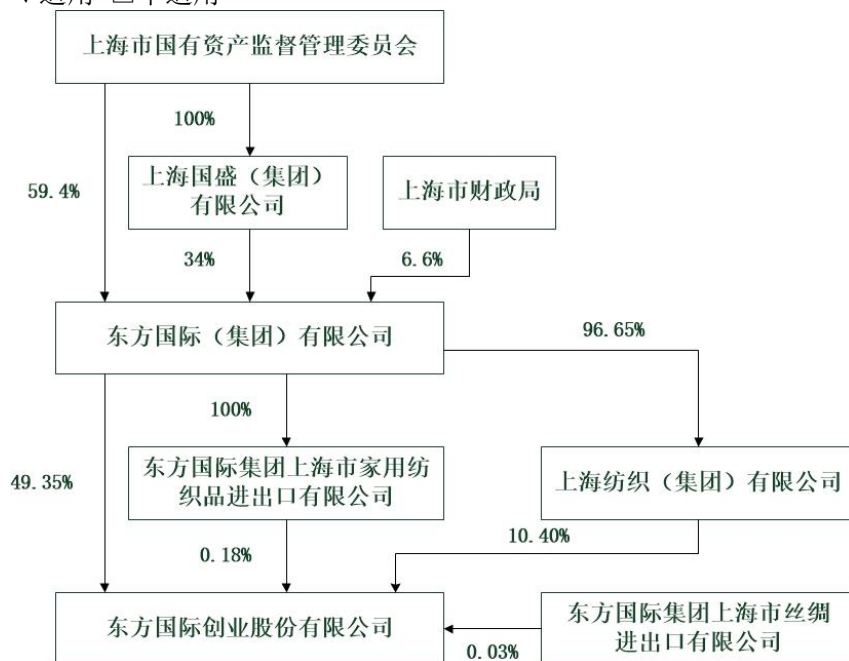 上海市国有资产监督管理委员会
100%
59.4%
上海国盛（集团）
有限公司
上海市财政局
34%
6.6%
东方国际（集团）有限公司
96.65%
100%
49.35%
东方国际集团上海市家用纺
织品进出口有限公司
上海纺织（集团）有限公司
0.18%
10.40%
东方国际创业股份有限公司
东方国际集团上海市丝绸
进出口有限公司
0.03%